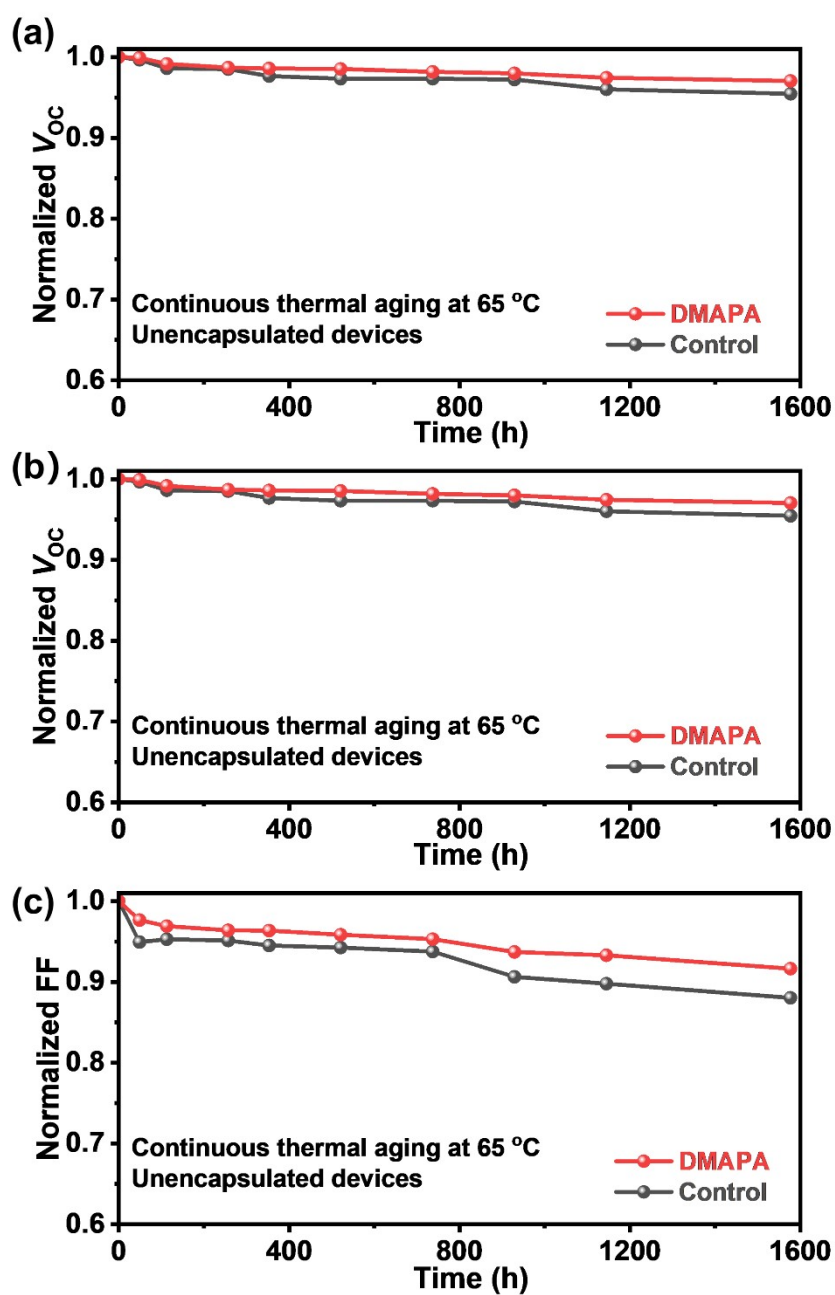 (a)
1.0
0.9
0.8
0.7
0.6
Normalized VOC
Continuous thermal aging at 65 oC
Unencapsulated devices
DMAPA
Control
0 400 800 1200 1600
Time (h)
(b)
1.0
0.9
0.8
0.7
0.6
Normalized VOC
Continuous thermal aging at 65 oC
Unencapsulated devices
DMAPA
Control
0 400 800 1200 1600
Time (h)
(c)
1.0
0.9
0.8
0.7
0.6
Normalized FF
Continuous thermal aging at 65 oC
Unencapsulated devices
DMAPA
Control
0 400 800 1200 1600
Time (h)